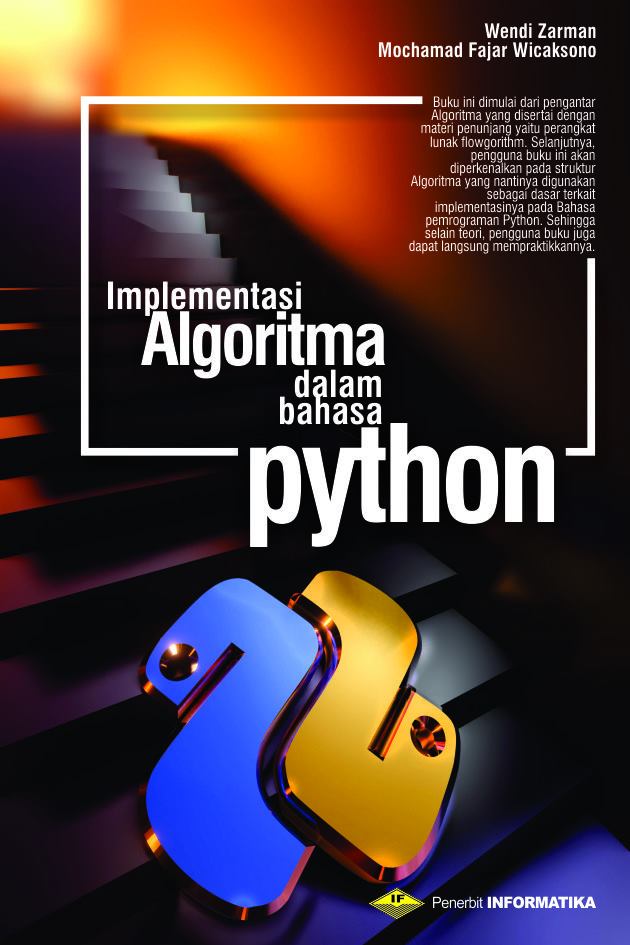 Wendi Zarman
Mochamad Fajar Wicaksono
Buku ini dimulai dari pengantar
Algoritma yang disertai dengan
materi penunjang yaitu perangkat
lunak flowgorithm. Selanjutnya,
pengguna buku ini akan
diperkenalkan pada struktur
Algoritma yang nantinya digunakan
sebagai dasar terkait
implementasinya pada Bahasa
pemrograman Python. Sehingga
selain teori, pengguna buku juga
dapat langsung mempraktikkannya.
Implementasi
Algoritma
dalam
bahasa
python
IF
Penerbit INFORMATIKA